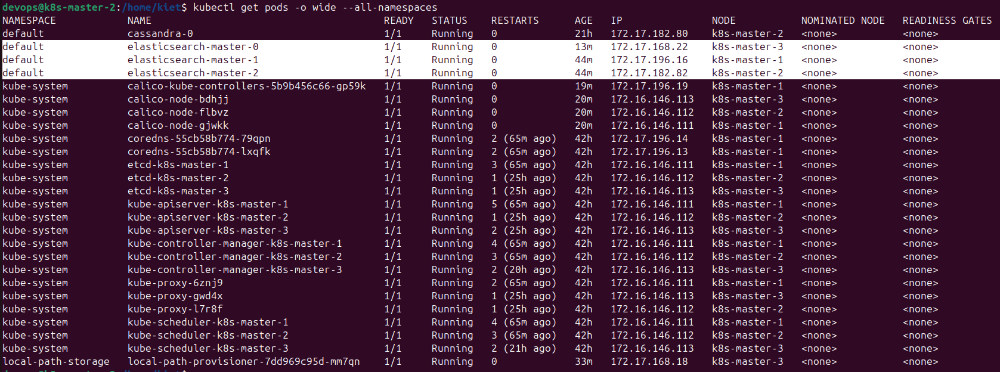 devops@k8s-master-2:/home/kiet$ kubectl get pods -o wide --all-namespaces
NAMESPACE NAME READY STATUS RESTARTS AGE IP NODE NOMINATED NODE READINESS GATES
default cassandra-0 1/1 Running 0 21h 172.17.182.80 k8s-master-2 <none> <none>
default elasticsearch-master-0 1/1 Running 0 13m 172.17.168.22 k8s-master-3 <none> <none>
default elasticsearch-master-1 1/1 Running 0 44m 172.17.196.16 k8s-master-1 <none> <none>
default elasticsearch-master-2 1/1 Running 0 44m 172.17.182.82 k8s-master-2 <none> <none>
kube-system calico-kube-controllers-5b9b456c66-gp59k 1/1 Running 0 19m 172.17.196.19 k8s-master-1 <none> <none>
kube-system calico-node-bdhjj 1/1 Running 0 20m 172.16.146.113 k8s-master-3 <none> <none>
kube-system calico-node-flbvz 1/1 Running 0 20m 172.16.146.112 k8s-master-2 <none> <none>
kube-system calico-node-gjwkk 1/1 Running 0 20m 172.16.146.111 k8s-master-1 <none> <none>
kube-system coredns-55cb58b774-79qpn 1/1 Running 2 (65m ago) 42h 172.17.196.14 k8s-master-1 <none> <none>
kube-system coredns-55cb58b774-lxqfk 1/1 Running 2 (65m ago) 42h 172.17.196.13 k8s-master-1 <none> <none>
kube-system etcd-k8s-master-1 1/1 Running 3 (65m ago) 42h 172.16.146.111 k8s-master-1 <none> <none>
kube-system etcd-k8s-master-2 1/1 Running 1 (25h ago) 42h 172.16.146.112 k8s-master-2 <none> <none>
kube-system etcd-k8s-master-3 1/1 Running 1 (25h ago) 42h 172.16.146.113 k8s-master-3 <none> <none>
kube-system kube-apiserver-k8s-master-1 1/1 Running 5 (65m ago) 42h 172.16.146.111 k8s-master-1 <none> <none>
kube-system kube-apiserver-k8s-master-2 1/1 Running 1 (25h ago) 42h 172.16.146.112 k8s-master-2 <none> <none>
kube-system kube-apiserver-k8s-master-3 1/1 Running 2 (25h ago) 42h 172.16.146.113 k8s-master-3 <none> <none>
kube-system kube-controller-manager-k8s-master-1 1/1 Running 4 (65m ago) 42h 172.16.146.111 k8s-master-1 <none> <none>
kube-system kube-controller-manager-k8s-master-2 1/1 Running 3 (65m ago) 42h 172.16.146.112 k8s-master-2 <none> <none>
kube-system kube-controller-manager-k8s-master-3 1/1 Running 2 (20h ago) 42h 172.16.146.113 k8s-master-3 <none> <none>
kube-system kube-proxy-6znj9 1/1 Running 2 (65m ago) 42h 172.16.146.111 k8s-master-1 <none> <none>
kube-system kube-proxy-gwd4x 1/1 Running 1 (25h ago) 42h 172.16.146.113 k8s-master-3 <none> <none>
kube-system kube-proxy-l7r8f 1/1 Running 1 (25h ago) 42h 172.16.146.112 k8s-master-2 <none> <none>
kube-system kube-scheduler-k8s-master-1 1/1 Running 4 (65m ago) 42h 172.16.146.111 k8s-master-1 <none> <none>
kube-system kube-scheduler-k8s-master-2 1/1 Running 3 (65m ago) 42h 172.16.146.112 k8s-master-2 <none> <none>
kube-system kube-scheduler-k8s-master-3 1/1 Running 2 (21h ago) 42h 172.16.146.113 k8s-master-3 <none> <none>
local-path-storage local-path-provisioner-7dd969c95d-mm7qn 1/1 Running 0 33m 172.17.168.18 k8s-master-3 <none> <none>